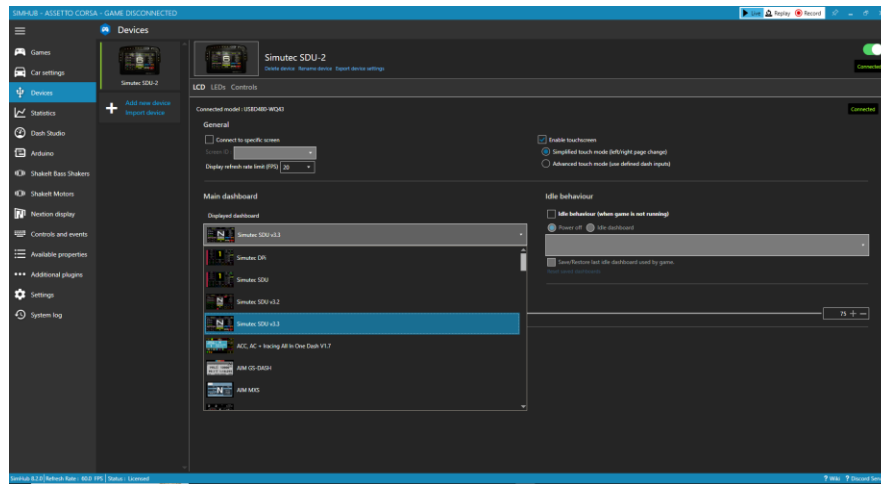 SIMHUB - ASSETTO CORSA - GAME DISCONNECTED
Live Replay Record
Devices
Games
Car settings
Devices
Statistics
Dash Studio
Arduino
ShakeIt Bass Shakers
ShakeIt Motors
Nextion display
Controls and events
Available properties
Additional plugins
Settings
System log
Simutec SDU-2
Add new device
Import device
Simutec SDU-2
Delete device Rename device Export device settings
Connected
LCD LEDs Controls
Connected model : USBD480-WQ43
Connected
General
Connect to specific screen
Screen ID
Display refresh rate limit (FPS) 20
Enable touchscreen
Simplified touch mode (left/right page change)
Advanced touch mode (use defined dash inputs)
Main dashboard
Displayed dashboard
Simutec SDU v3.3
Simutec DPi
Simutec SDU
Simutec SDU v3.2
Simutec SDU v3.3
ACC, AC + Iracing All In One Dash V1.7
AIM GS-DASH
AIM MXS
Idle behaviour
Idle behaviour (when game is not running)
Power off Idle dashboard
Save/Restore last idle dashboard used by game.
75
SimHub 8.2.0 Refresh Rate : 60.0 FPS Status : Licensed
? Wiki ? Discord Serv